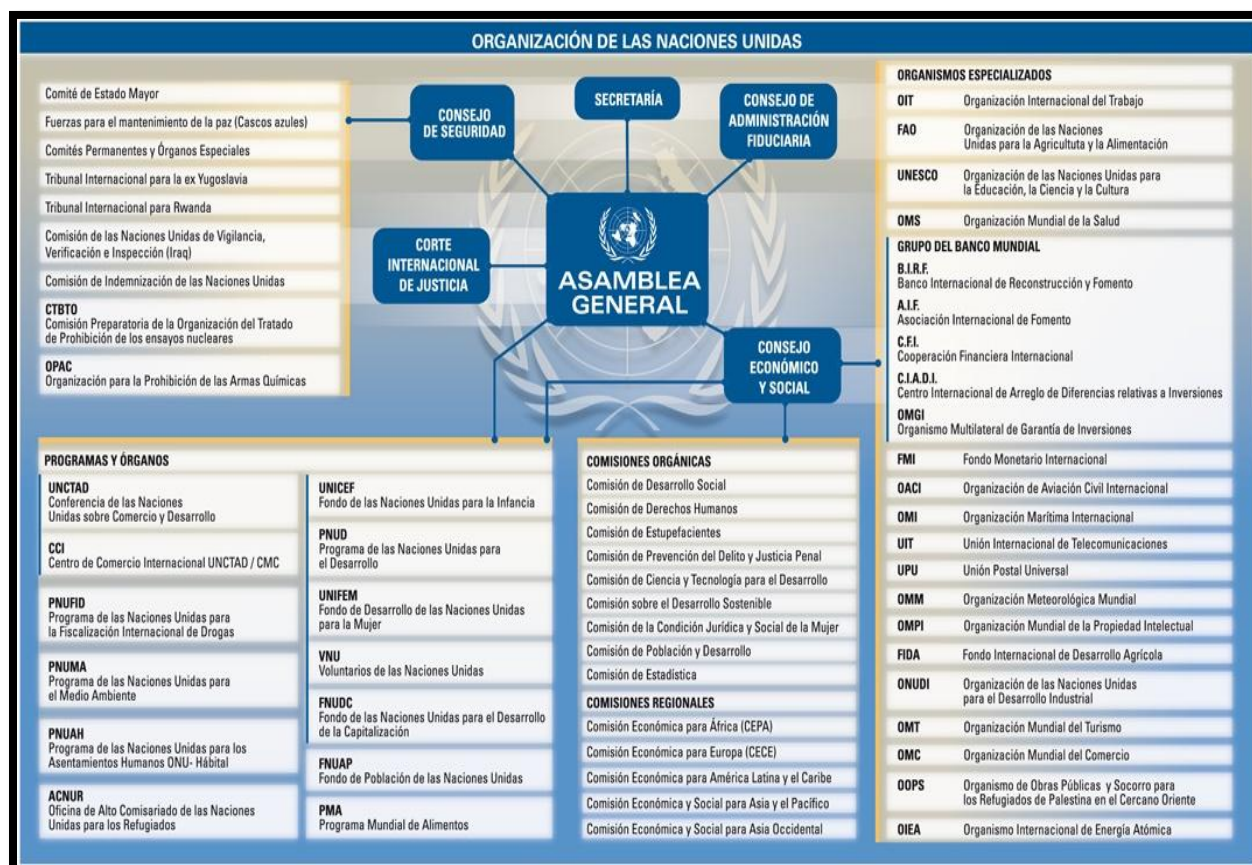 ORGANIZACIÓN DE LAS NACIONES UNIDAS
Comité de Estado Mayor
Fuerzas para el mantenimiento de la paz (Cascos azules)
Comités Permanentes y Órganos Especiales
Tribunal Internacional para la ex Yugoslavia
Tribunal Internacional para Rwanda
Comisión de las Naciones Unidas de Vigilancia,
Verificación e Inspección (Iraq)
Comisión de Indemnización de las Naciones Unidas
CTBTO
Comisión Preparatoria de la Organización del Tratado
de Prohibición de los ensayos nucleares
OPAC
Organización para la Prohibición de las Armas Químicas
CONSEJO
DE SEGURIDAD
SECRETARÍA
CONSEJO DE
ADMINISTRACIÓN
FIDUCIARIA
CORTE
INTERNACIONAL
DE JUSTICIA
ASAMBLEA
GENERAL
CONSEJO
ECONÓMICO
Y SOCIAL
ORGANISMOS ESPECIALIZADOS
OIT Organización Internacional del Trabajo
FAO Organización de las Naciones
Unidas para la Agricultuta y la Alimentación
UNESCO Organización de las Naciones Unidas para
la Educación, la Ciencia y la Cultura
OMS Organización Mundial de la Salud
GRUPO DEL BANCO MUNDIAL
B.I.R.F.
Banco Internacional de Reconstrucción y Fomento
A.I.F.
Asociación Internacional de Fomento
C.F.I.
Cooperación Financiera Internacional
C.I.A.D.I.
Centro Internacional de Arreglo de Diferencias relativas a Inversiones
OMGI
Organismo Multilateral de Garantía de Inversiones
FMI Fondo Monetario Internacional
OACI Organización de Aviación Civil Internacional
OMI Organización Marítima Internacional
UIT Unión Internacional de Telecomunicaciones
UPU Unión Postal Universal
OMM Organización Meteorológica Mundial
OMPI Organización Mundial de la Propiedad Intelectual
FIDA Fondo Internacional de Desarrollo Agrícola
ONUDI Organización de las Naciones Unidas
para el Desarrollo Industrial
OMT Organización Mundial del Turismo
OMC Organización Mundial del Comercio
OOPS Organismo de Obras Públicas y Socorro para
los Refugiados de Palestina en el Cercano Oriente
OIEA Organismo Internacional de Energía Atómica
PROGRAMAS Y ÓRGANOS
UNCTAD
Conferencia de las Naciones
Unidas sobre Comercio y Desarrollo
CCI
Centro de Comercio Internacional UNCTAD / CMC
PNUFID
Programa de las Naciones Unidas para
la Fiscalización Internacional de Drogas
PNUMA
Programa de las Naciones Unidas para
el Medio Ambiente
PNUAH
Programa de las Naciones Unidas para los
Asentamientos Humanos ONU- Hábital
ACNUR
Oficina de Alto Comisariado de las Naciones
Unidas para los Refugiados
UNICEF
Fondo de las Naciones Unidas para la Infancia
PNUD
Programa de las Naciones Unidas para
el Desarrollo
UNIFEM
Fondo de Desarrollo de las Naciones Unidas
para la Mujer
VNU
Voluntarios de las Naciones Unidas
FNUDC
Fondo de las Naciones Unidas para el Desarrollo
de la Capitalización
FNUAP
Fondo de Población de las Naciones Unidas
PMA
Programa Mundial de Alimentos
COMISIONES ORGÁNICAS
Comisión de Desarrollo Social
Comisión de Derechos Humanos
Comisión de Estupefacientes
Comisión de Prevención del Delito y Justicia Penal
Comisión de Ciencia y Tecnología para el Desarrollo
Comisión sobre el Desarrollo Sostenible
Comisión de la Condición Jurídica y Social de la Mujer
Comisión de Población y Desarrollo
Comisión de Estadística
COMISIONES REGIONALES
Comisión Económica para África (CEPA)
Comisión Económica para Europa (CECE)
Comisión Económica para América Latina y el Caribe
Comisión Económica y Social para Asia y el Pacífico
Comisión Económica y Social para Asia Occidental